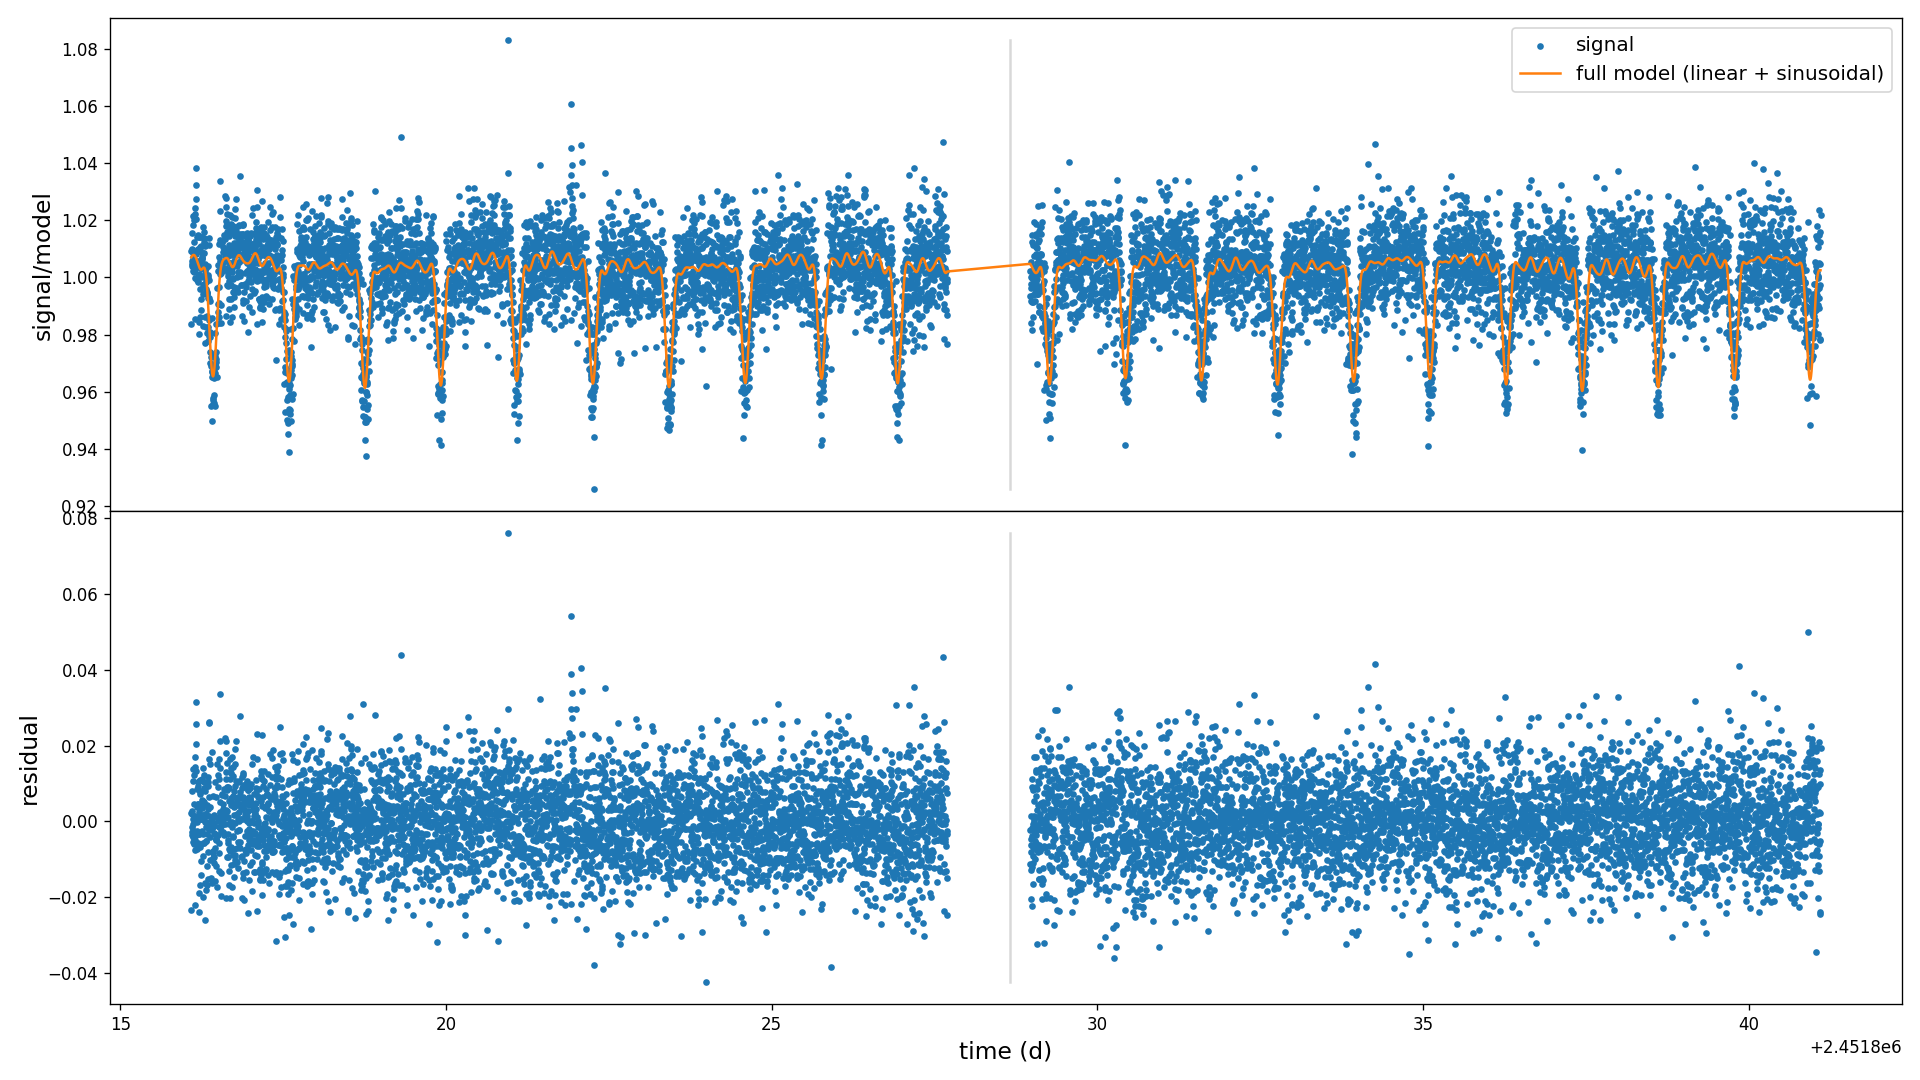 signal/model
1.08
1.06
1.04
1.02
1.00
0.98
0.96
0.94
0.92
signal
full model (linear + sinusoidal)
residual
0.08
0.06
0.04
0.02
0.00
−0.02
−0.04
15 20 25 30 35 40
time (d)
+2.4518e6